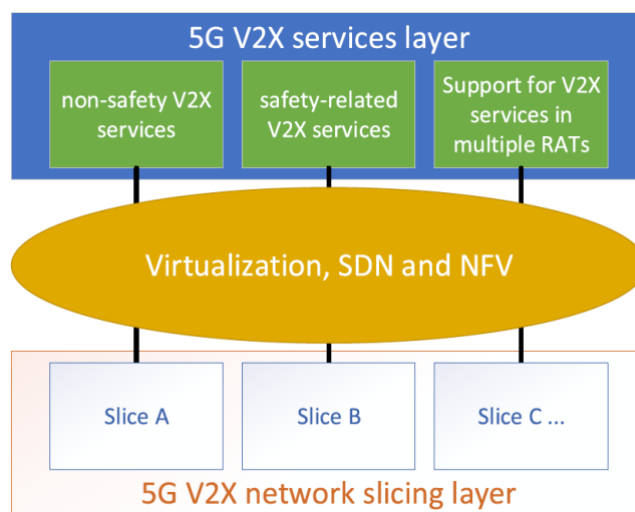 5G V2X services layer
non-safety V2X
services
safety-related
V2X services
Support for V2X
services in
multiple RATs
Virtualization, SDN and NFV
Slice A
Slice B
Slice C ...
5G V2X network slicing layer